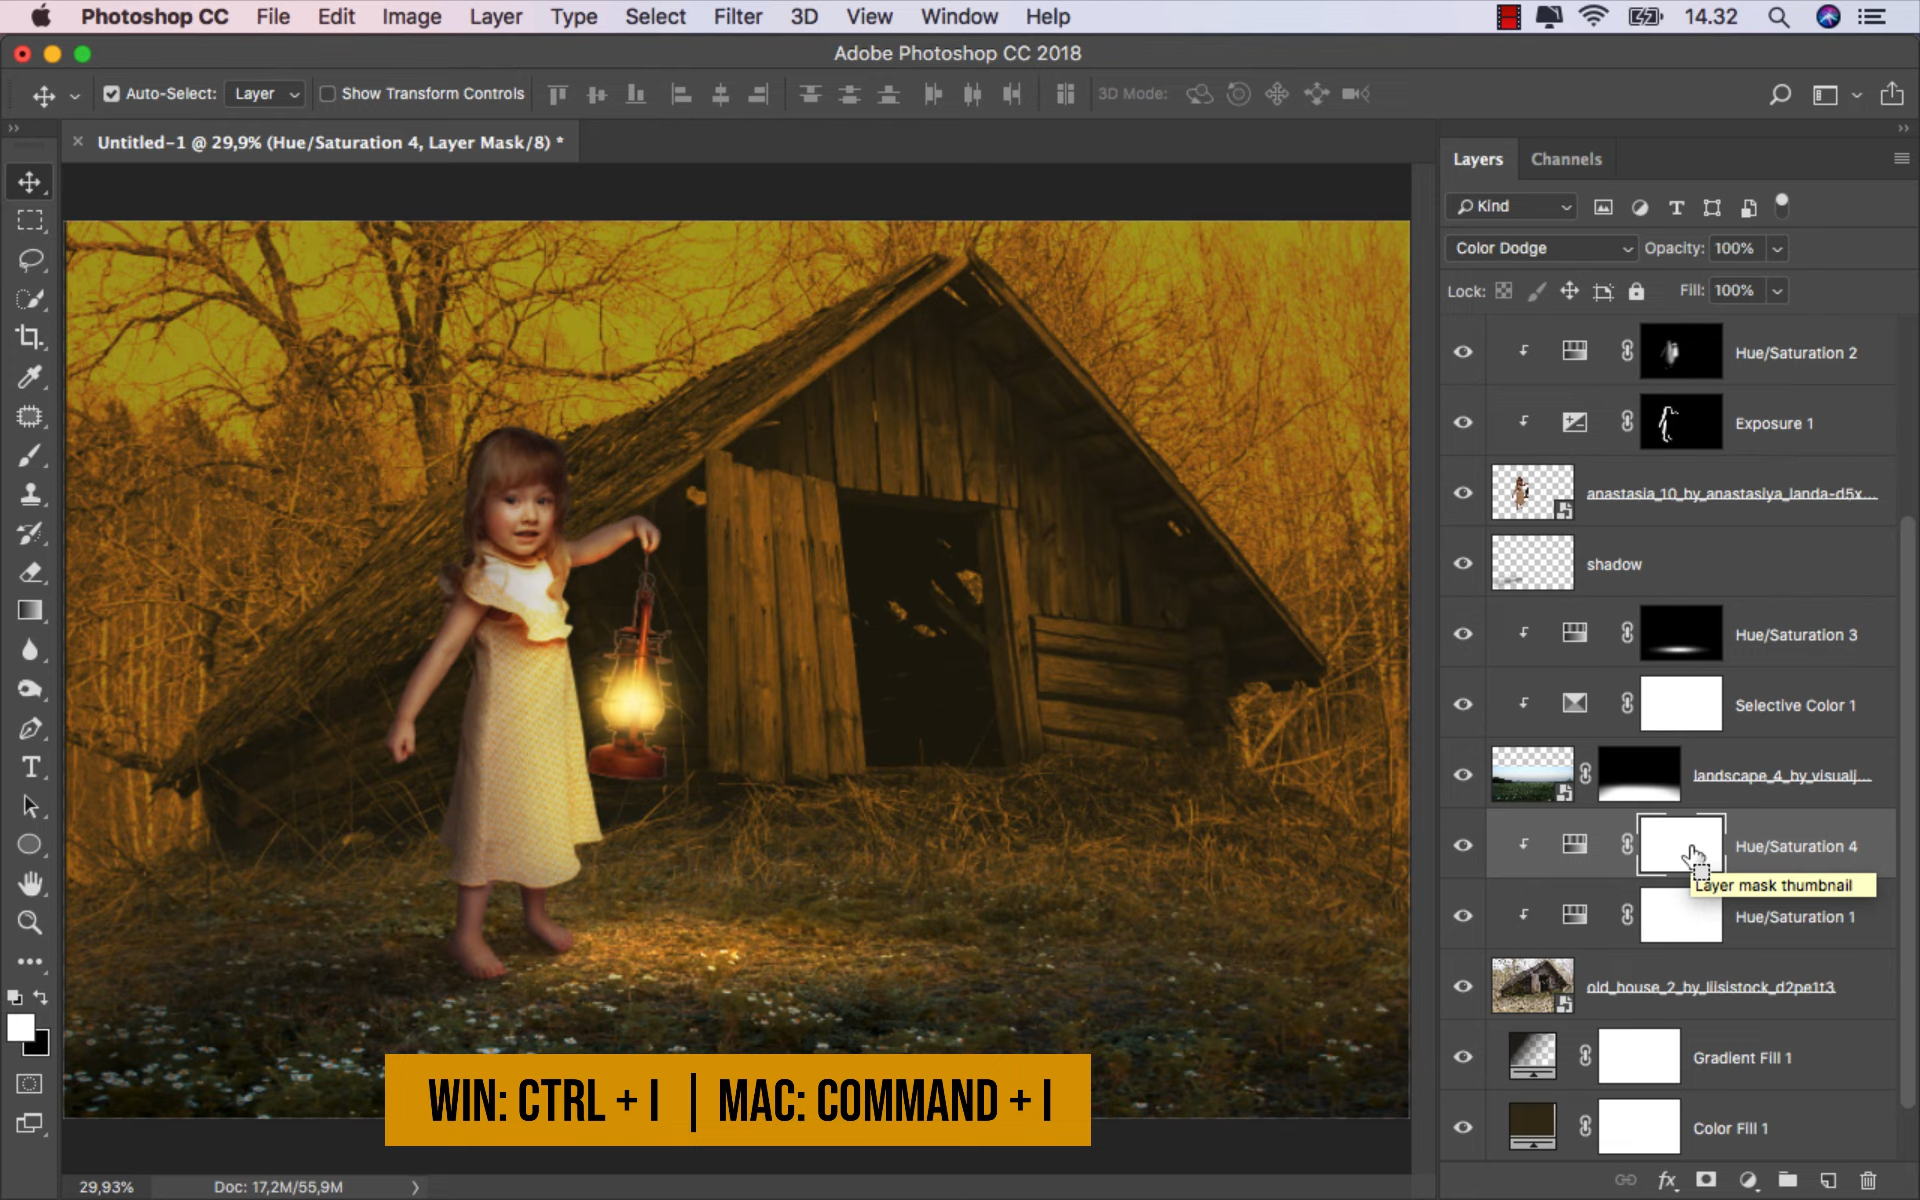 Photoshop CC File Edit Image Layer Type Select Filter 3D View Window Help 14.32
Adobe Photoshop CC 2018
Auto-Select: Layer Show Transform Controls 3D Mode:
Untitled-1 @ 29,9% (Hue/Saturation 4, Layer Mask/8) *
Layers Channels
Kind
Color Dodge Opacity: 100%
Lock: Fill: 100%
Hue/Saturation 2
Exposure 1
anastasia_10_by_anastasiya_landa-d5x...
shadow
Hue/Saturation 3
Selective Color 1
landscape_4_by_visualj...
Hue/Saturation 4
Layer mask thumbnail
Hue/Saturation 1
old_house_2_by_liisistock_d2pe1t3
Gradient Fill 1
Color Fill 1
WIN: CTRL + I | MAC: COMMAND + I
29,93% Doc: 17,2M/55,9M
fx